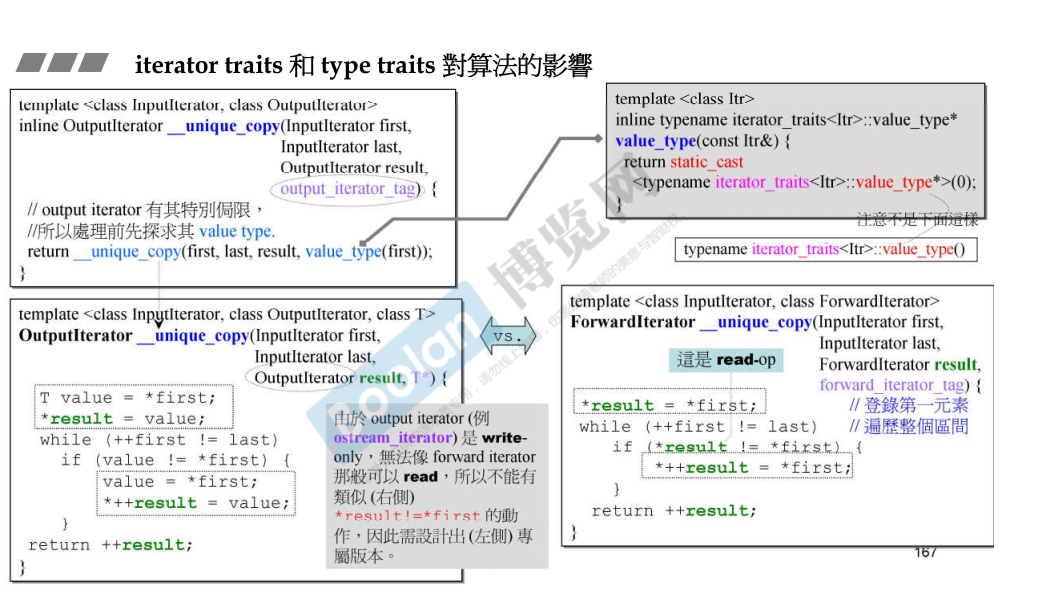 iterator traits 和 type traits 對算法的影響
template <class InputIterator, class OutputIterator>
inline OutputIterator __unique_copy(InputIterator first,
InputIterator last,
OutputIterator result,
output_iterator_tag) {
// output iterator 有其特別侷限，
//所以處理前先探求其 value type.
return __unique_copy(first, last, result, value_type(first));
}
template <class Itr>
inline typename iterator_traits<Itr>::value_type*
value_type(const Itr&) {
return static_cast
<typename iterator_traits<Itr>::value_type*>(0);
}
注意不是下面這樣
typename iterator_traits<Itr>::value_type()
template <class InputIterator, class OutputIterator, class T>
OutputIterator __unique_copy(InputIterator first,
InputIterator last,
OutputIterator result, T*) {
T value = *first;
*result = value;
while (++first != last)
if (value != *first) {
value = *first;
*++result = value;
}
return ++result;
}
vs.
由於 output iterator (例
ostream_iterator) 是 write-
only，無法像 forward iterator
那般可以 read，所以不能有
類似 (右側)
*result!=*first 的動
作，因此需設計出 (左側) 專
屬版本。
template <class InputIterator, class ForwardIterator>
ForwardIterator __unique_copy(InputIterator first,
InputIterator last,
ForwardIterator result,
forward_iterator_tag) {
這是 read-op
*result = *first; // 登錄第一元素
while (++first != last) // 遍歷整個區間
if (*result != *first) {
*++result = *first;
}
return ++result;
}
167
boolan 博览网